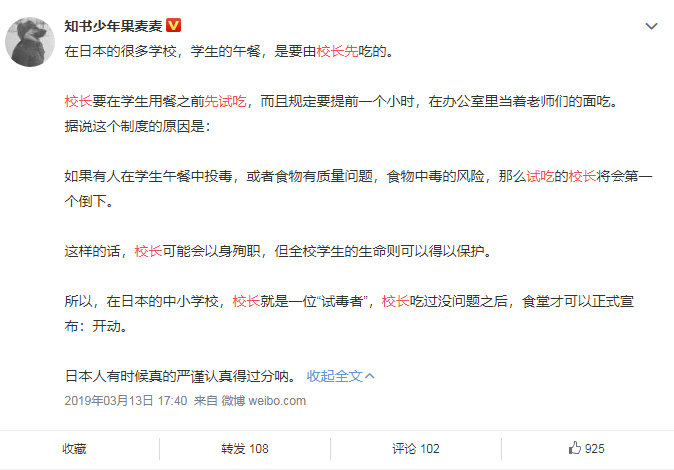 知书少年果麦麦
在日本的很多学校，学生的午餐，是要由校长先吃的。
校长要在学生用餐之前先试吃，而且规定要提前一个小时，在办公室里当着老师们的面吃。
据说这个制度的原因是：
如果有人在学生午餐中投毒，或者食物有质量问题，食物中毒的风险，那么试吃的校长将会第一
个倒下。
这样的话，校长可能会以身殉职，但全校学生的生命则可以得以保护。
所以，在日本的中小学校，校长就是一位“试毒者”，校长吃过没问题之后，食堂才可以正式宣
布：开动。
日本人有时候真的严谨认真得过分呐。 收起全文
2019年03月13日 17:40 来自 微博 weibo.com
收藏 转发 108 评论 102 925